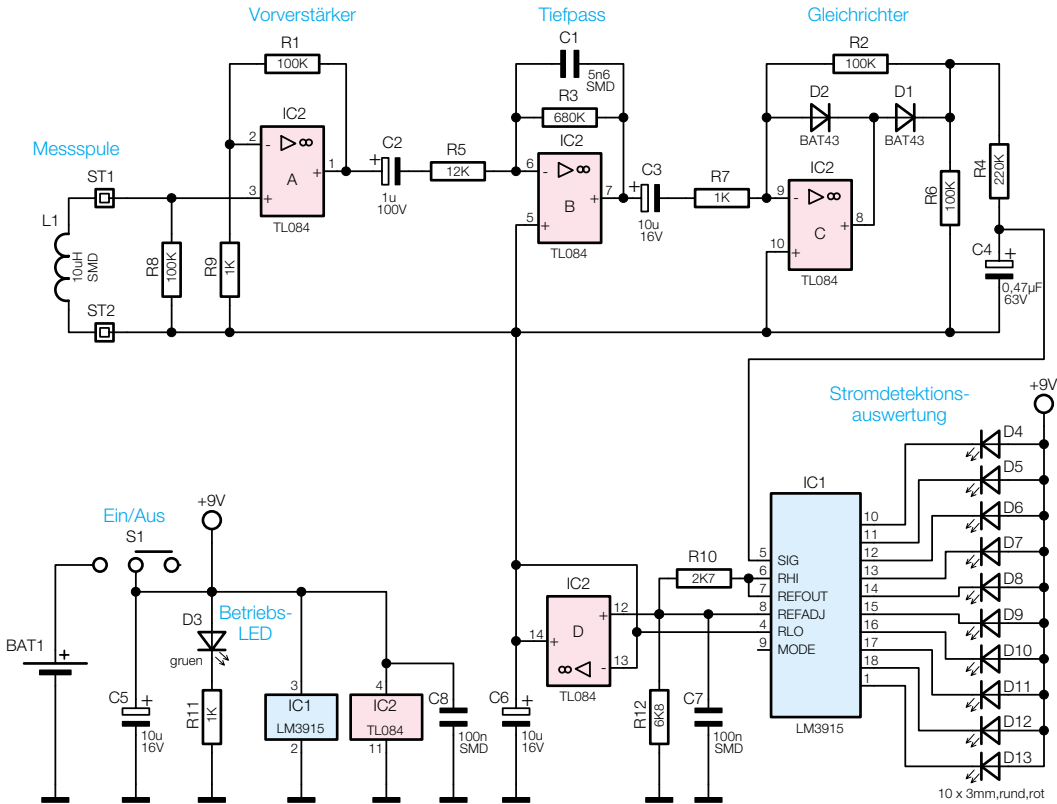 Vorverstärker
Tiefpass
Gleichrichter
R1
100K
IC2
2
-
∞
A
+
1
3
+
TL084
Messspule
ST1
L1
10uH
SMD
ST2
R8
100K
R9
1K
C2
+
1u
100V
R5
12K
C1
5n6
SMD
R3
680K
IC2
6
-
∞
B
+
7
5
+
TL084
C3
+
10u
16V
R7
1K
R2
100K
D2
BAT43
D1
BAT43
IC2
9
-
∞
C
+
8
10
+
TL084
R6
100K
R4
220K
C4
+
0,47µF
63V
Stromdetektions-
auswertung
+9V
IC1
5
SIG
6
RHI
7
REFOUT
8
REFADJ
4
RLO
9
MODE
LM3915
10
11
12
13
14
15
16
17
18
1
D4
D5
D6
D7
D8
D9
D10
D11
D12
D13
10 x 3mm,rund,rot
R10
2K7
IC2
+
12
D
14
+
∞
-
13
TL084
C6
+
10u
16V
R12
6K8
C7
100n
SMD
Ein/Aus
S1
+9V
BAT1
+
C5
+
10u
16V
D3
gruen
Betriebs-
LED
R11
1K
3
IC1
LM3915
2
4
IC2
TL084
11
C8
100n
SMD